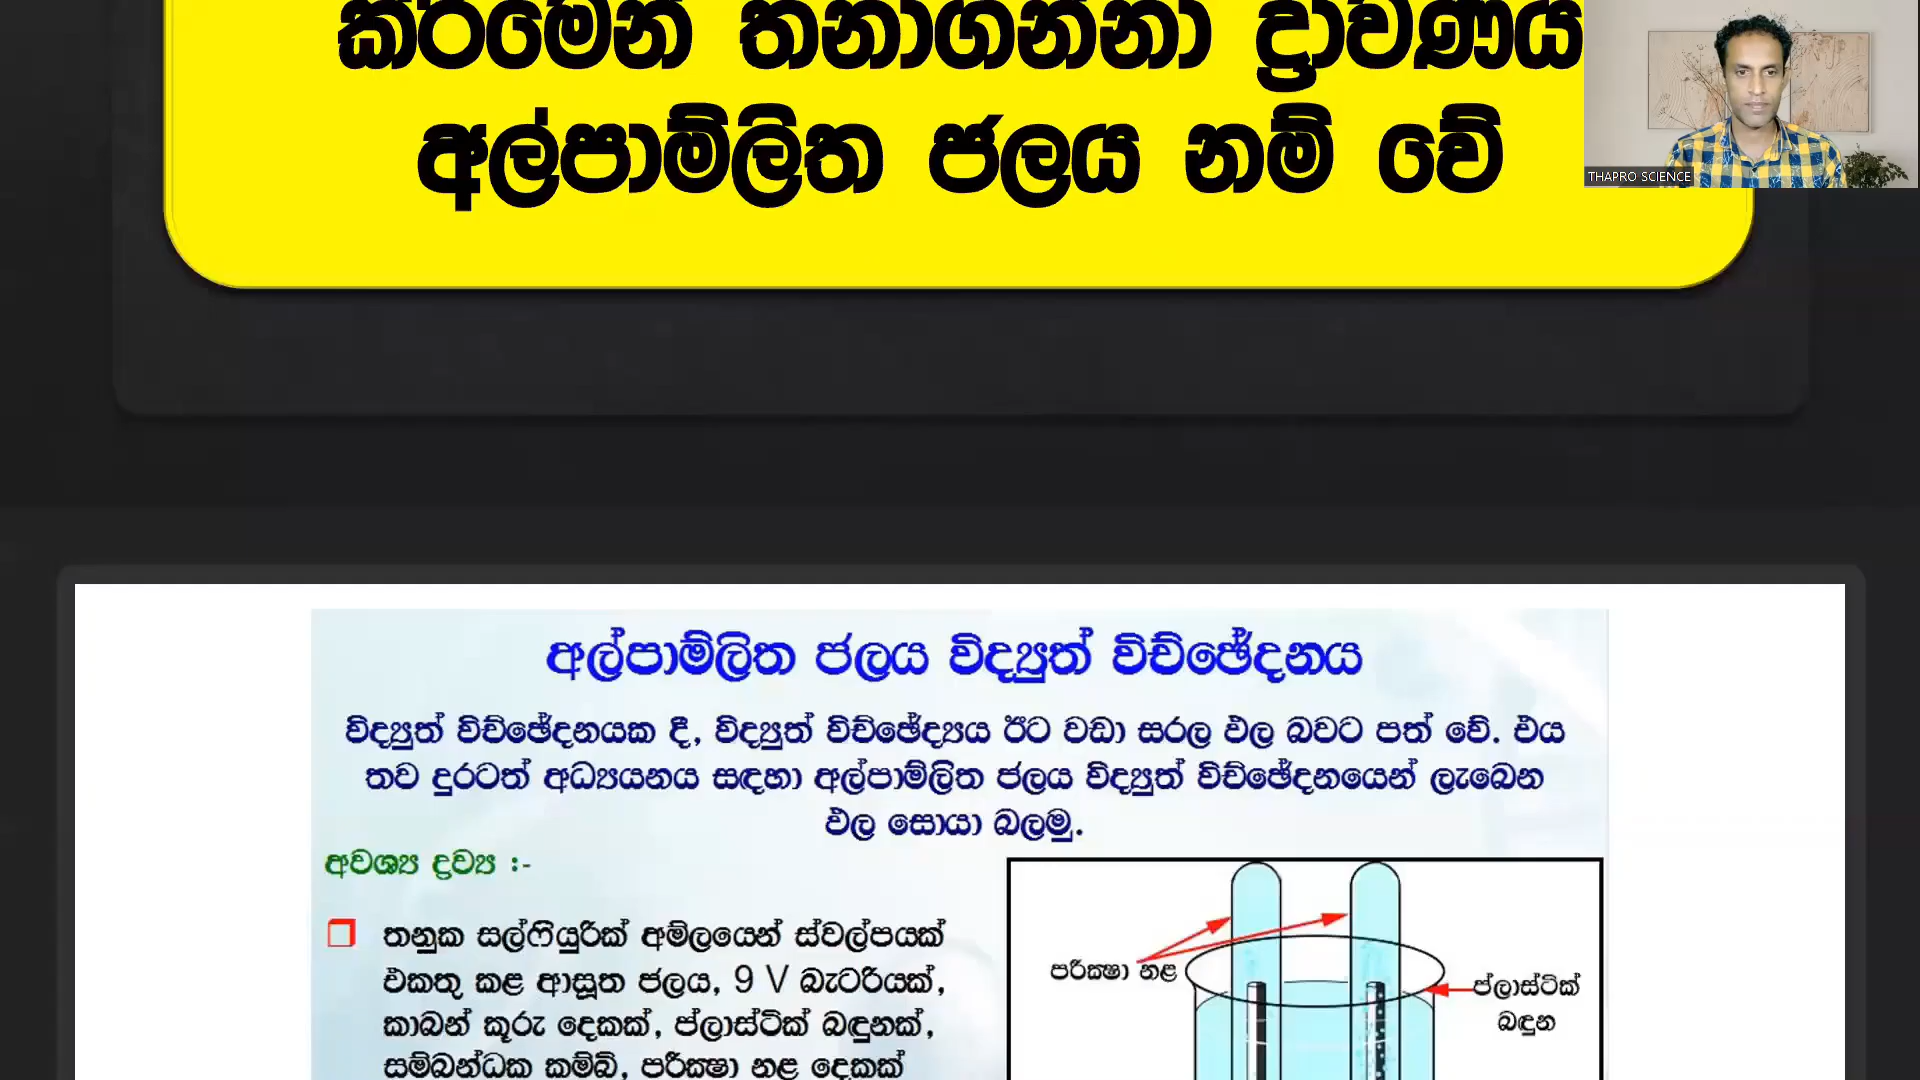 කිරීමෙන් තනාගන්නා ද්‍රාවණය
අල්පාම්ලිත ජලය නම් වේ
THAPRO SCIENCE
අල්පාම්ලිත ජලය විද්‍යුත් විච්ඡේදනය
විද්‍යුත් විච්ඡේදනයක දී, විද්‍යුත් විච්ඡේද්‍යය ඊට වඩා සරල ඵල බවට පත් වේ. එය
තව දුරටත් අධ්‍යයනය සඳහා අල්පාම්ලිත ජලය විද්‍යුත් විච්ඡේදනයෙන් ලැබෙන
ඵල සොයා බලමු.
අවශ්‍ය ද්‍රව්‍ය :-
තනුක සල්ෆියුරික් අම්ලයෙන් ස්වල්පයක්
එකතු කළ ආසූත ජලය, 9 V බැටරියක්,
කාබන් කූරු දෙකක්, ප්ලාස්ටික් බඳුනක්,
සම්බන්ධක කම්බි, පරීක්‍ෂා නළ දෙකක්
පරීක්‍ෂා නළ
ප්ලාස්ටික්
බඳුන